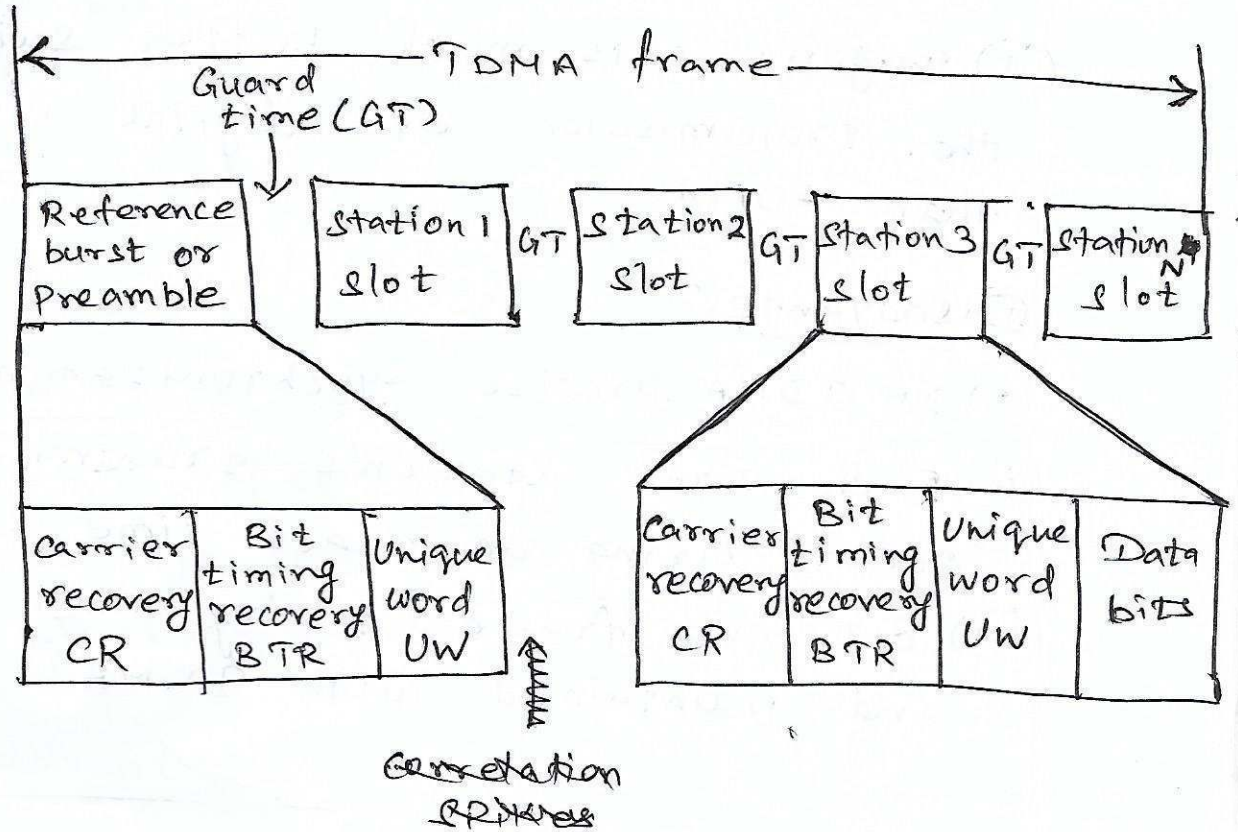 TDMA frame
Guard
time (GT)
Reference
burst or
Preamble
Station 1
slot
GT
Station 2
slot
GT
Station 3
slot
GT
Station N
slot
Carrier
recovery
CR
Bit
timing
recovery
BTR
Unique
word
UW
Carrier
recovery
CR
Bit
timing
recovery
BTR
Unique
word
UW
Data
bits